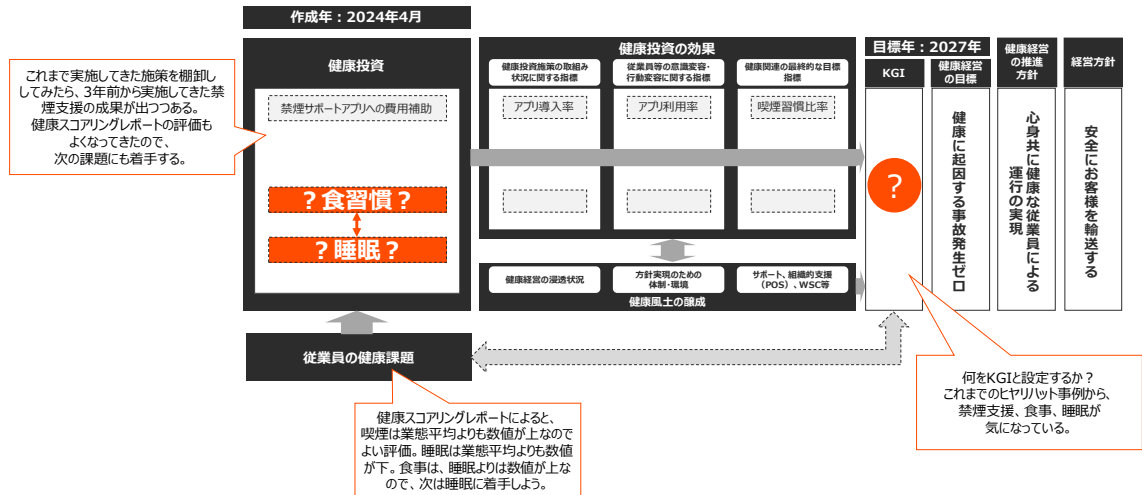 作成年：2024年4月
健康投資
これまで実施してきた施策を棚卸し
してみたら、3年前から実施してきた禁
煙支援の成果が出つつある。
健康スコアリングレポートの評価も
よくなってきたので、
次の課題にも着手する。
禁煙サポートアプリへの費用補助
？食習慣？
？睡眠？
健康投資の効果
健康投資施策の取組み
状況に関する指標
従業員等の意識変容・
行動変容に関する指標
健康関連の最終的な目標
指標
アプリ導入率
アプリ利用率
喫煙習慣比率
健康経営の浸透状況
方針実現のための
体制・環境
サポート、組織的支援
（POS）、WSC等
健康風土の醸成
目標年：2027年
KGI
健康経営
の目標
？
健康に起因する事故発生ゼロ
健康経営
の推進
方針
心身共に健康な従業員による
運行の実現
経営方針
安全にお客様を輸送する
従業員の健康課題
健康スコアリングレポートによると、
喫煙は業態平均よりも数値が上なので
よい評価。睡眠は業態平均よりも数値
が下。食事は、睡眠よりは数値が上な
ので、次は睡眠に着手しよう。
何をKGIと設定するか？
これまでのヒヤリハット事例から、
禁煙支援、食事、睡眠が
気になっている。